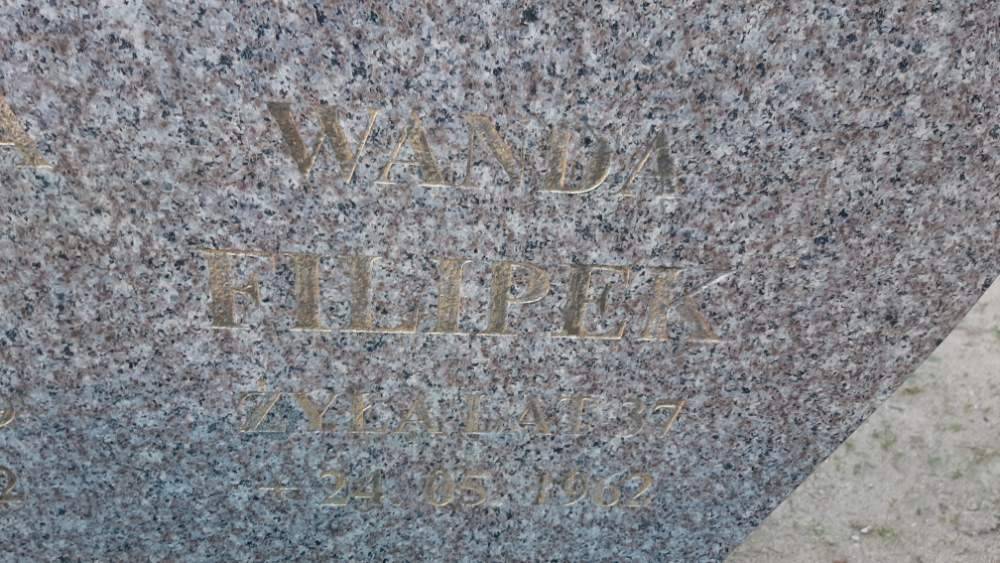 WANDA
FILIPEK
ŻYŁA LAT 37
+ 24 05. 1962